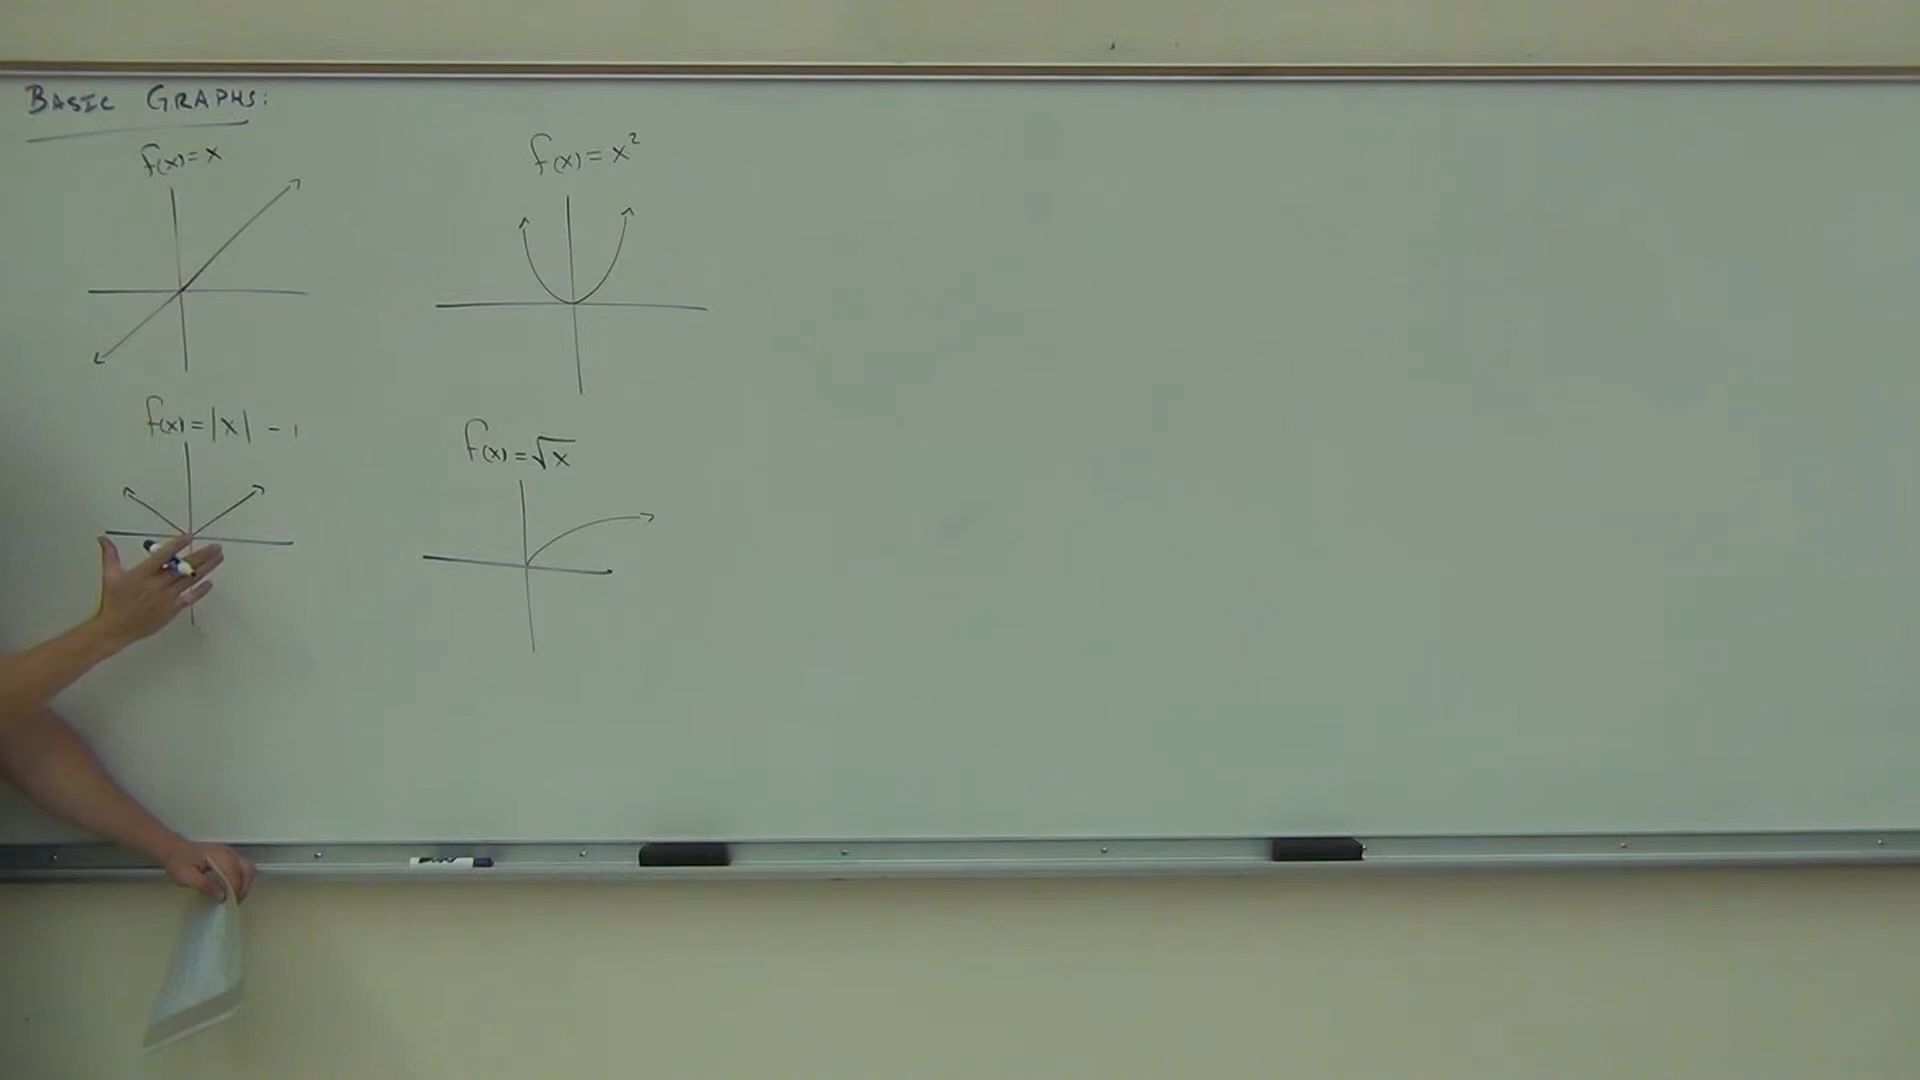 BASIC GRAPHS:
f(x) = x
f(x) = x²
f(x) = |x| - 1
f(x) = √x